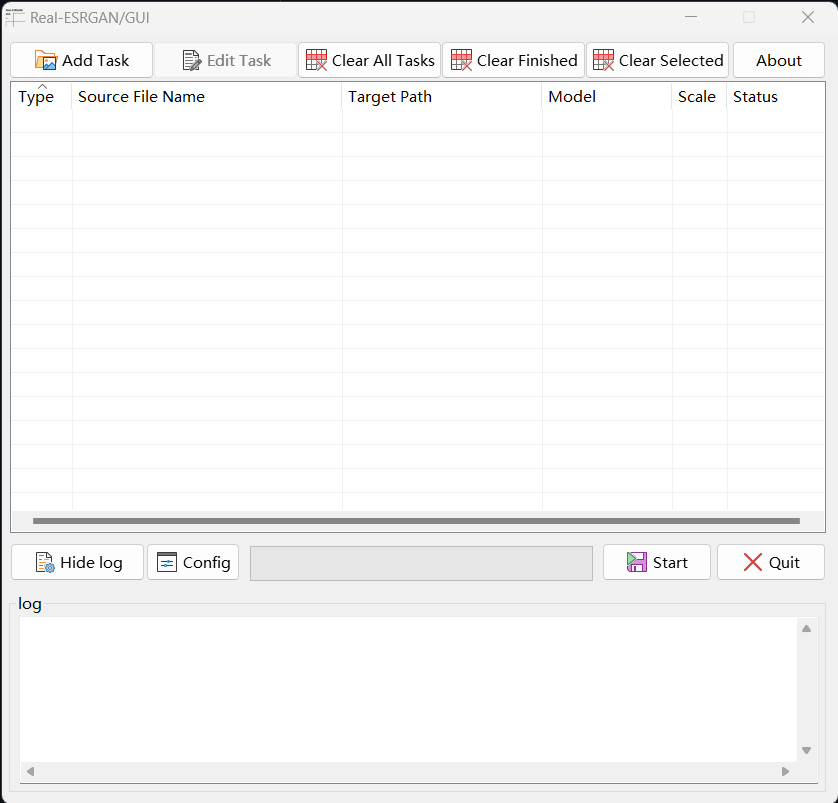 Real-ESRGAN/GUI
Add Task Edit Task Clear All Tasks Clear Finished Clear Selected About
Type Source File Name Target Path Model Scale Status
Hide log Config Start Quit
log